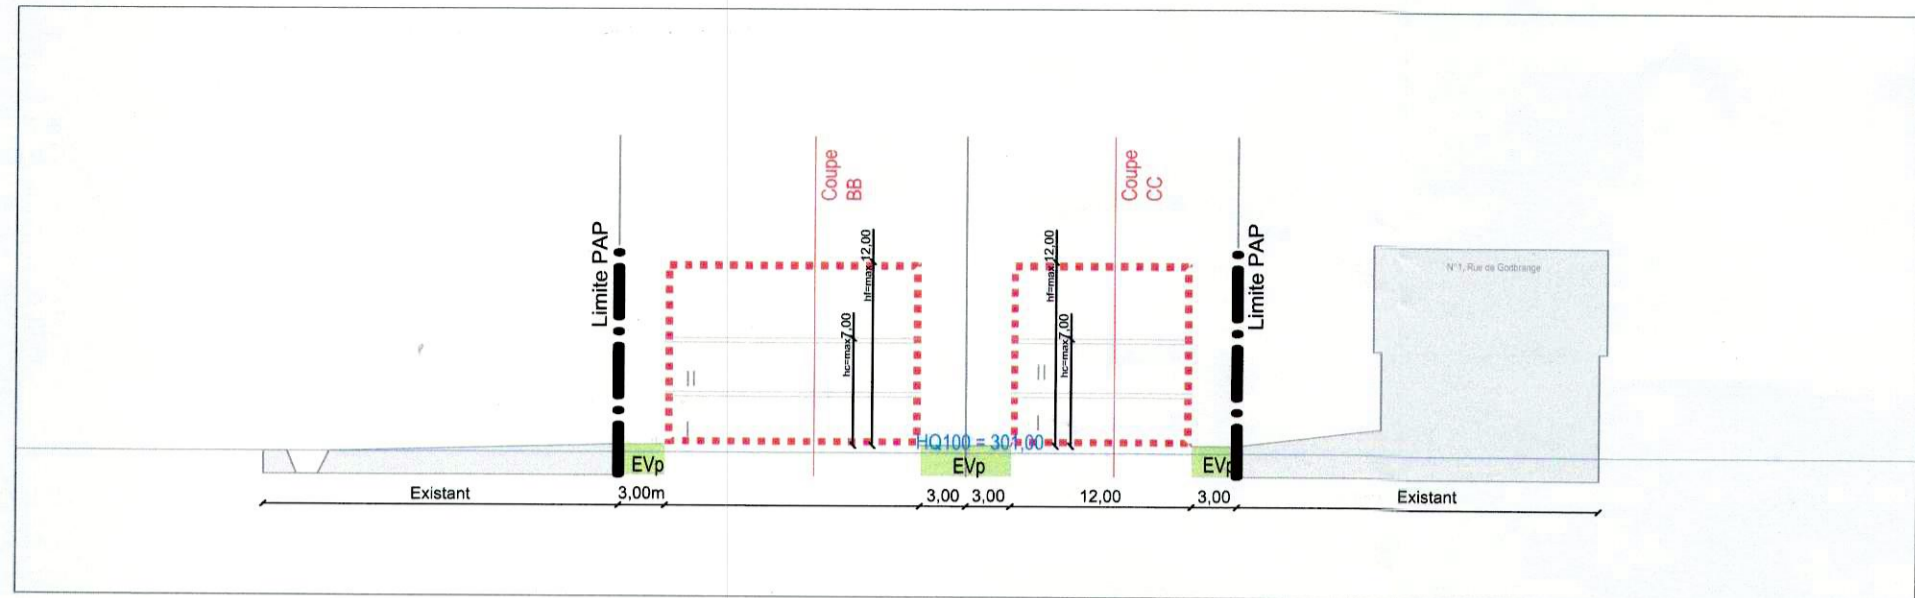 Coupe
BB
Coupe
CC
Limite PAP
hf=max12,00
hc=max7,00
II
I
hf=max12,00
hc=max7,00
II
I
Limite PAP
N°1, Rue de Godbrange
HQ100 = 301,00
EVp
EVp
EVp
Existant
3,00m
3,00
3,00
12,00
3,00
Existant